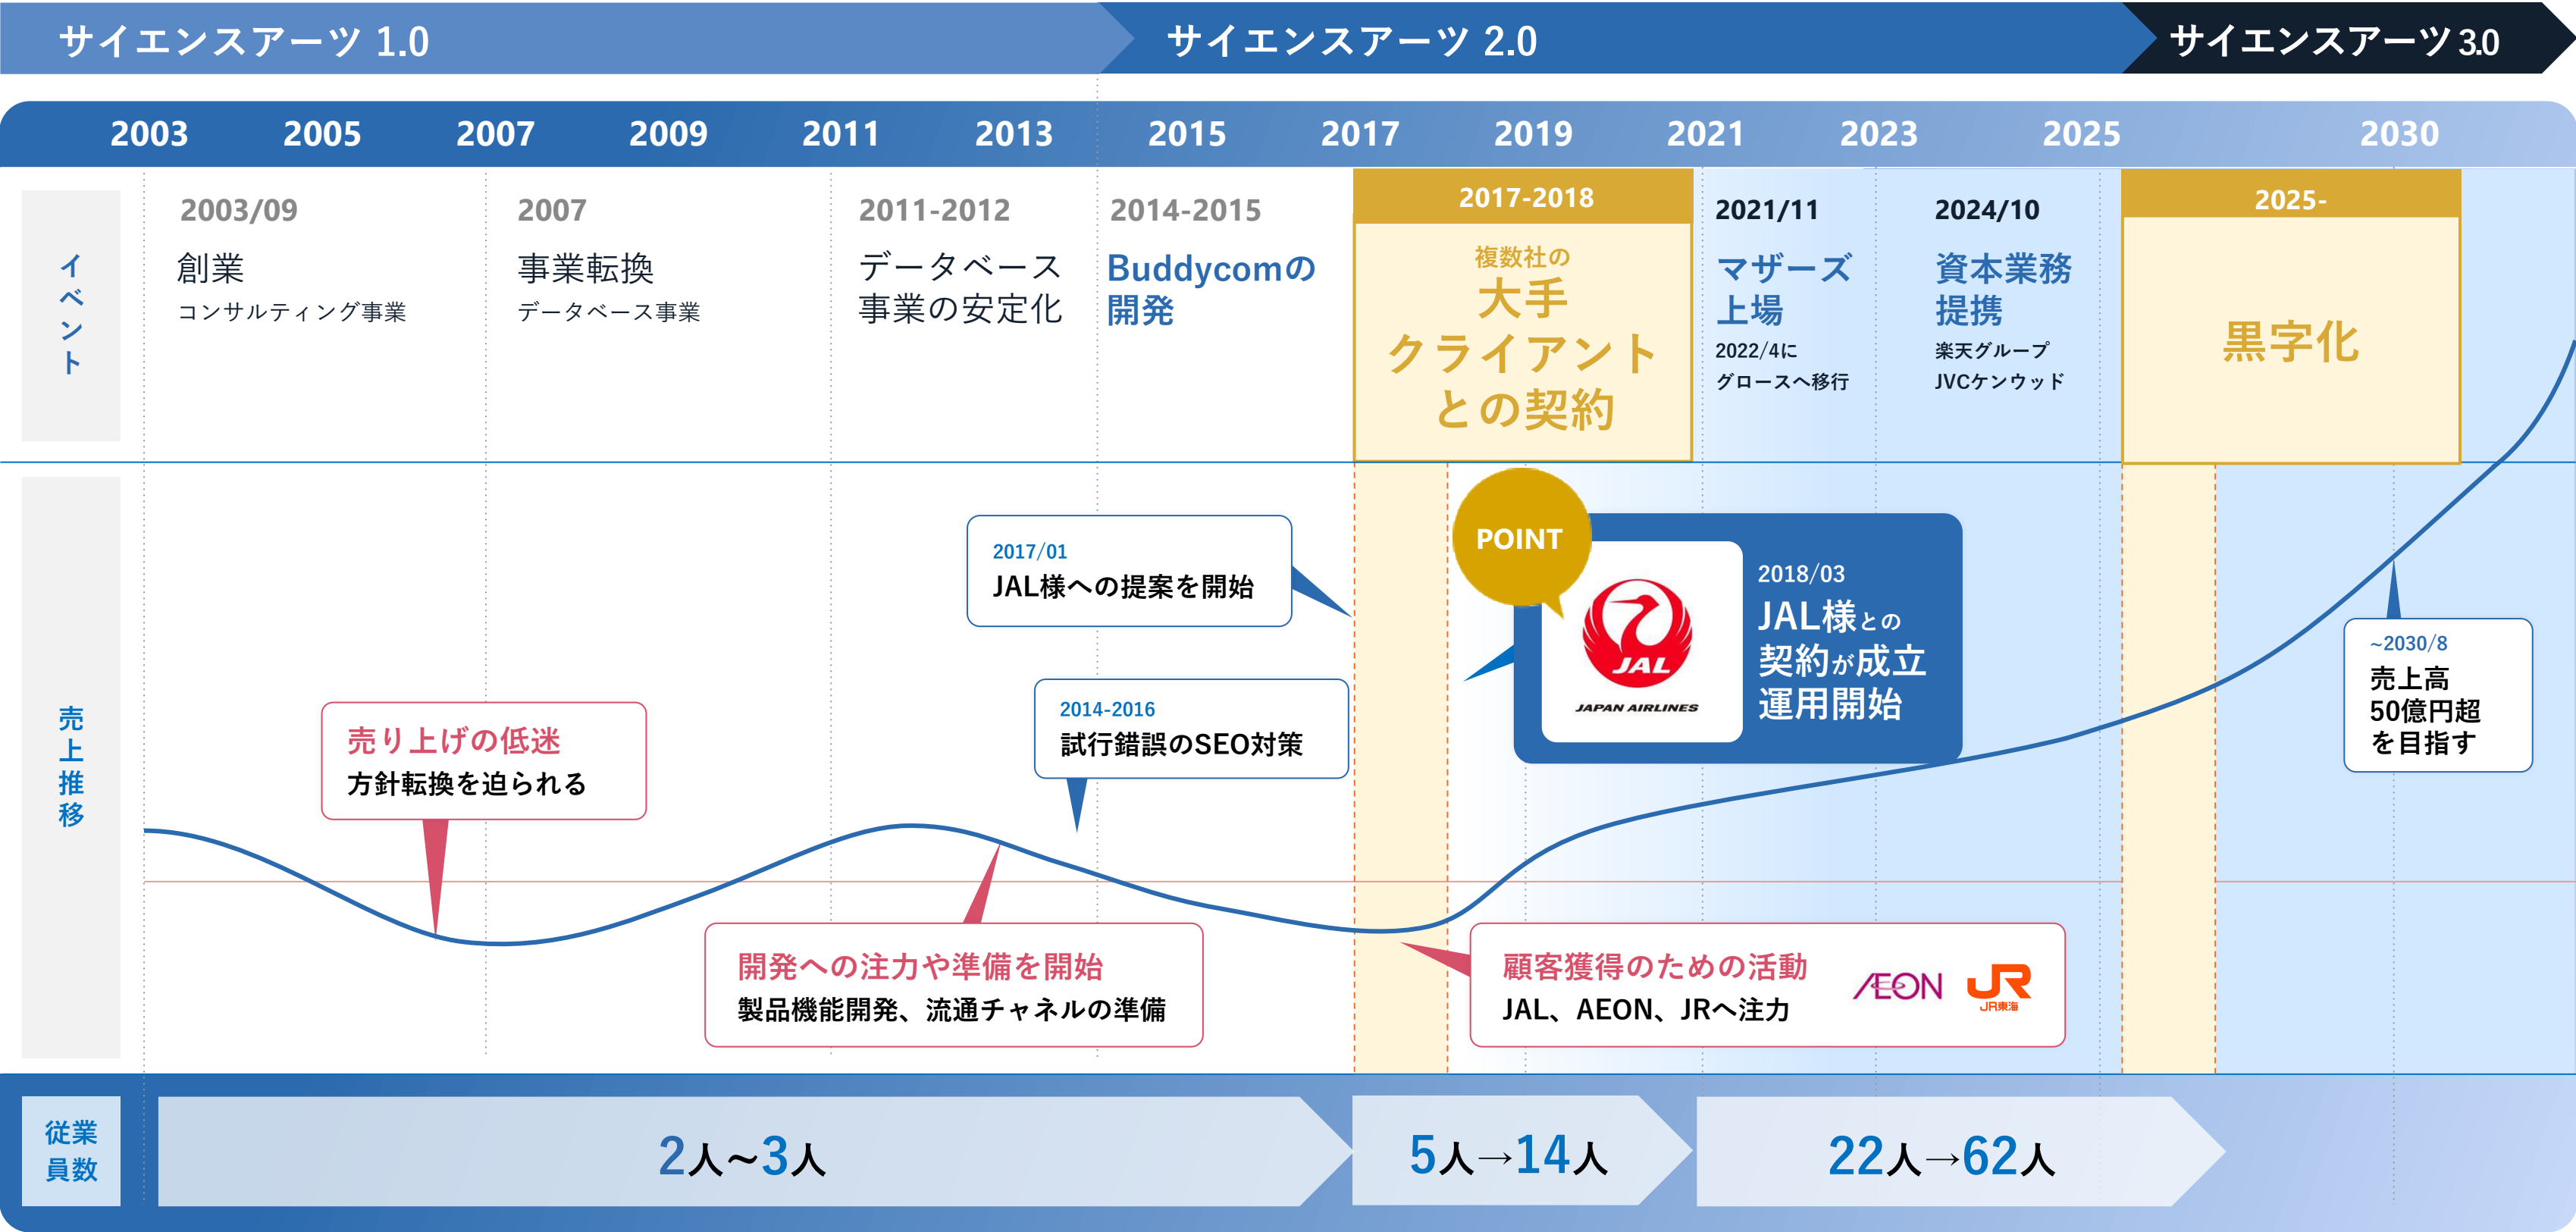 サイエンスアーツ 1.0
サイエンスアーツ 2.0
サイエンスアーツ 3.0
2003 2005 2007 2009 2011 2013 2015 2017 2019 2021 2023 2025 2030
イベント
2003/09
創業
コンサルティング事業
2007
事業転換
データベース事業
2011-2012
データベース
事業の安定化
2014-2015
Buddycomの
開発
2017-2018
複数社の
大手
クライアント
との契約
2021/11
マザーズ
上場
2022/4に
グロースへ移行
2024/10
資本業務
提携
楽天グループ
JVCケンウッド
2025-
黒字化
売上推移
売り上げの低迷
方針転換を迫られる
開発への注力や準備を開始
製品機能開発、流通チャネルの準備
2017/01
JAL様への提案を開始
2014-2016
試行錯誤のSEO対策
POINT
JAL
JAPAN AIRLINES
2018/03
JAL様との
契約が成立
運用開始
顧客獲得のための活動
JAL、AEON、JRへ注力
ÆON
JR
JR東海
~2030/8
売上高
50億円超
を目指す
従業
員数
2人~3人
5人→14人
22人→62人